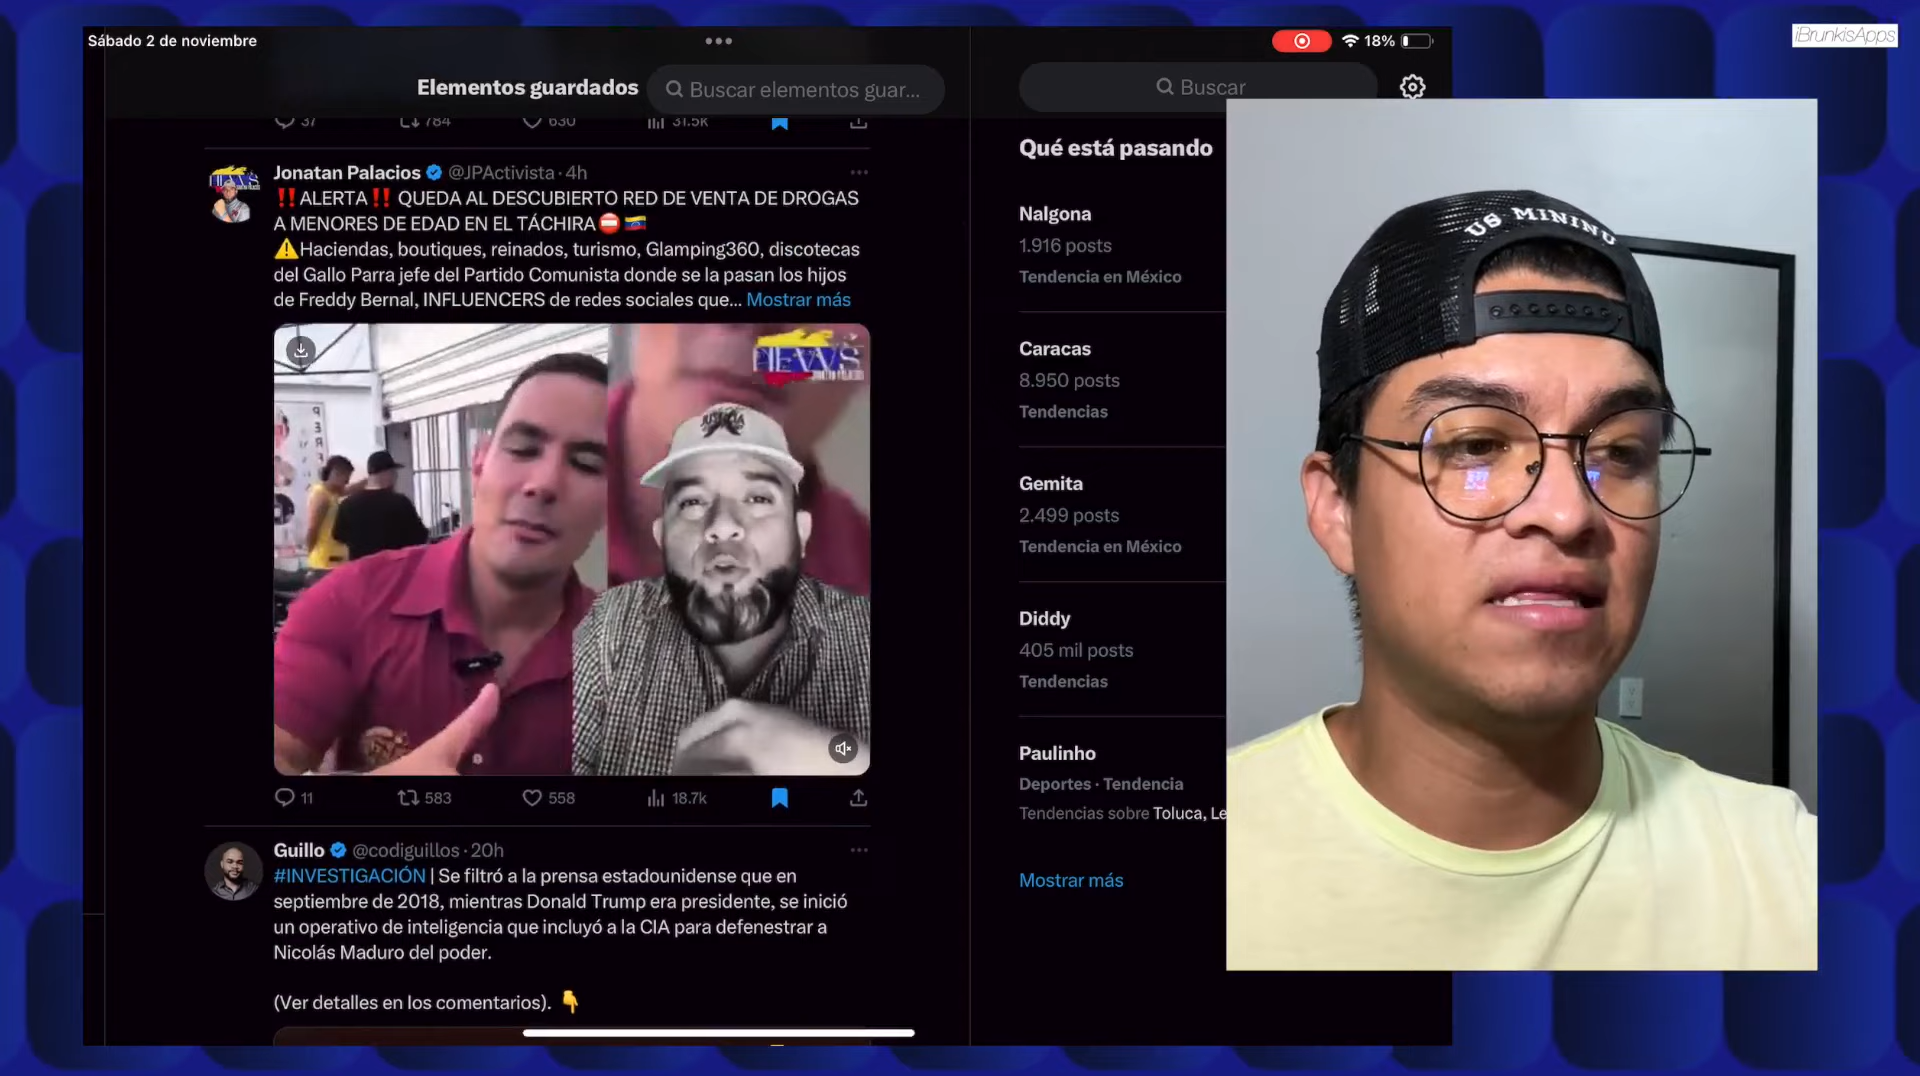 Sábado 2 de noviembre
18%
iBrunkisApps
Elementos guardados
Buscar elementos guar...
Buscar
37
784
630
31.5K
Jonatan Palacios @JPActivista · 4h
‼️ALERTA‼️ QUEDA AL DESCUBIERTO RED DE VENTA DE DROGAS
A MENORES DE EDAD EN EL TÁCHIRA⛔🇻🇪
⚠️Haciendas, boutiques, reinados, turismo, Glamping360, discotecas
del Gallo Parra jefe del Partido Comunista donde se la pasan los hijos
de Freddy Bernal, INFLUENCERS de redes sociales que... Mostrar más
NEWS
11
583
558
18.7k
Guillo @codiguillos · 20h
#INVESTIGACIÓN | Se filtró a la prensa estadounidense que en
septiembre de 2018, mientras Donald Trump era presidente, se inició
un operativo de inteligencia que incluyó a la CIA para defenestrar a
Nicolás Maduro del poder.
(Ver detalles en los comentarios). 👇
Qué está pasando
Nalgona
1.916 posts
Tendencia en México
Caracas
8.950 posts
Tendencias
Gemita
2.499 posts
Tendencia en México
Diddy
405 mil posts
Tendencias
Paulinho
Deportes · Tendencia
Tendencias sobre Toluca, Le
Mostrar más
US MINING